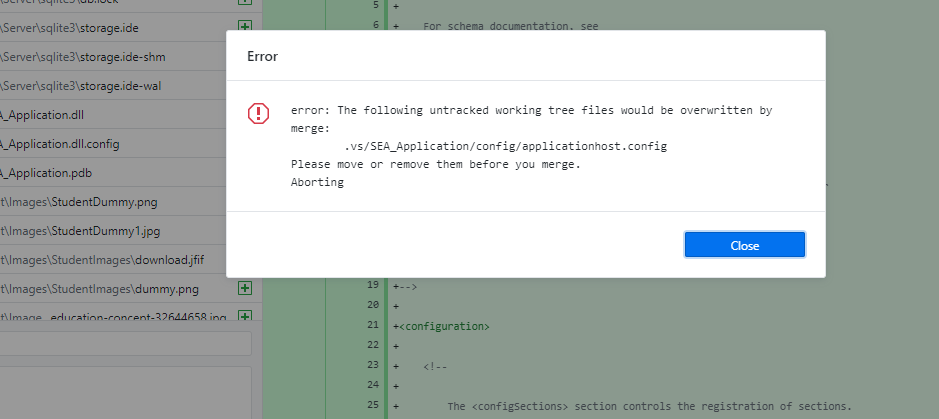 \Server\sqlite3\db.lock
5 +
\Server\sqlite3\storage.ide
6 + For schema documentation, see
\Server\sqlite3\storage.ide-shm
\Server\sqlite3\storage.ide-wal
A_Application.dll
A_Application.dll.config
A_Application.pdb
t\Images\StudentDummy.png
t\Images\StudentDummy1.jpg
t\Images\StudentImages\download.jfif
t\Images\StudentImages\dummy.png
education-concept-32644658.jpg
Error
error: The following untracked working tree files would be overwritten by
merge:
.vs/SEA_Application/config/applicationhost.config
Please move or remove them before you merge.
Aborting
Close
19 +-->
20 +
21 +<configuration>
22 +
23 + <!--
24 +
25 + The <configSections> section controls the registration of sections.